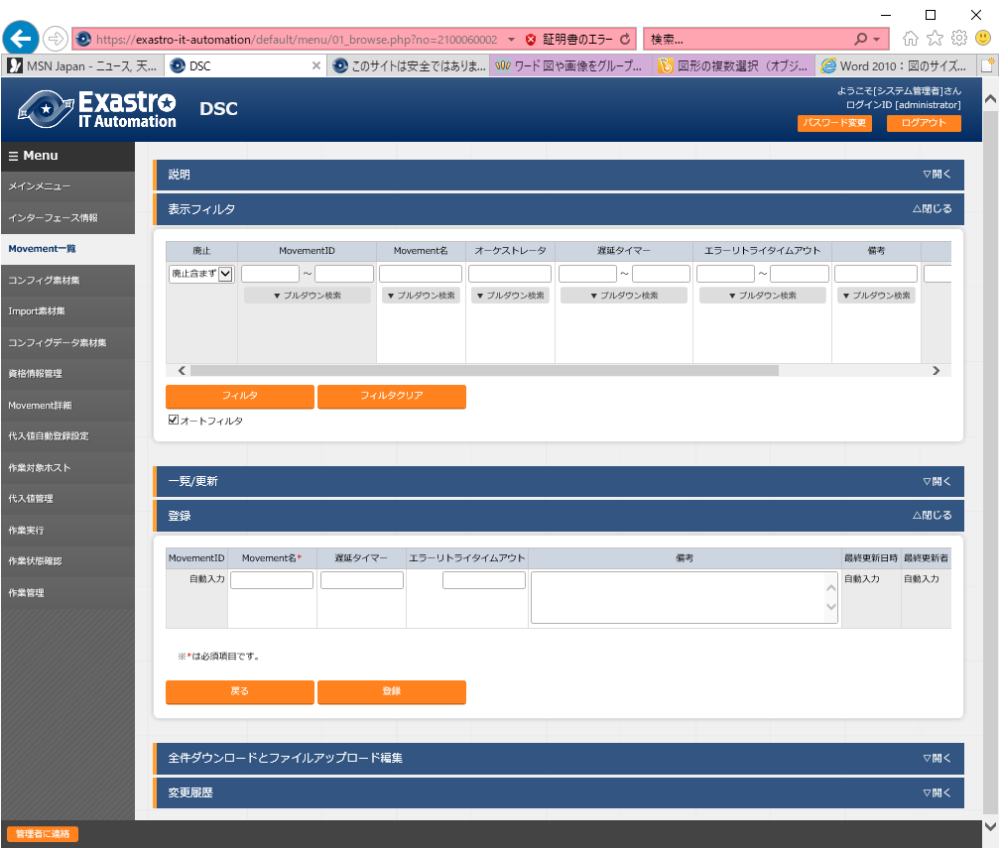 https://exastro-it-automation/default/menu/01_browse.php?no=2100060002
証明書のエラー
検索...
MSN Japan - ニュース, 天...
DSC
このサイトは安全ではありま...
ワード 図や画像をグループ...
図形の複数選択（オブジ...
Word 2010：図のサイズ...
Exastro
IT Automation
DSC
ようこそ[システム管理者]さん
ログインID [administrator]
パスワード変更
ログアウト
☰ Menu
メインメニュー
インターフェース情報
Movement一覧
コンフィグ素材集
Import素材集
コンフィグデータ素材集
資格情報管理
Movement詳細
代入値自動登録設定
作業対象ホスト
代入値管理
作業実行
作業状態確認
作業管理
説明
▽開く
表示フィルタ
△閉じる
廃止 MovementID Movement名 オーケストレータ 遅延タイマー エラーリトライタイムアウト 備考
廃止含まず ～ ～ ～
▼プルダウン検索 ▼プルダウン検索 ▼プルダウン検索 ▼プルダウン検索 ▼プルダウン検索 ▼プルダウン検索
フィルタ
フィルタクリア
オートフィルタ
一覧/更新
▽開く
登録
△閉じる
MovementID Movement名* 遅延タイマー エラーリトライタイムアウト 備考 最終更新日時 最終更新者
自動入力 自動入力 自動入力
※*は必須項目です。
戻る
登録
全件ダウンロードとファイルアップロード編集
▽開く
変更履歴
▽開く
管理者に連絡